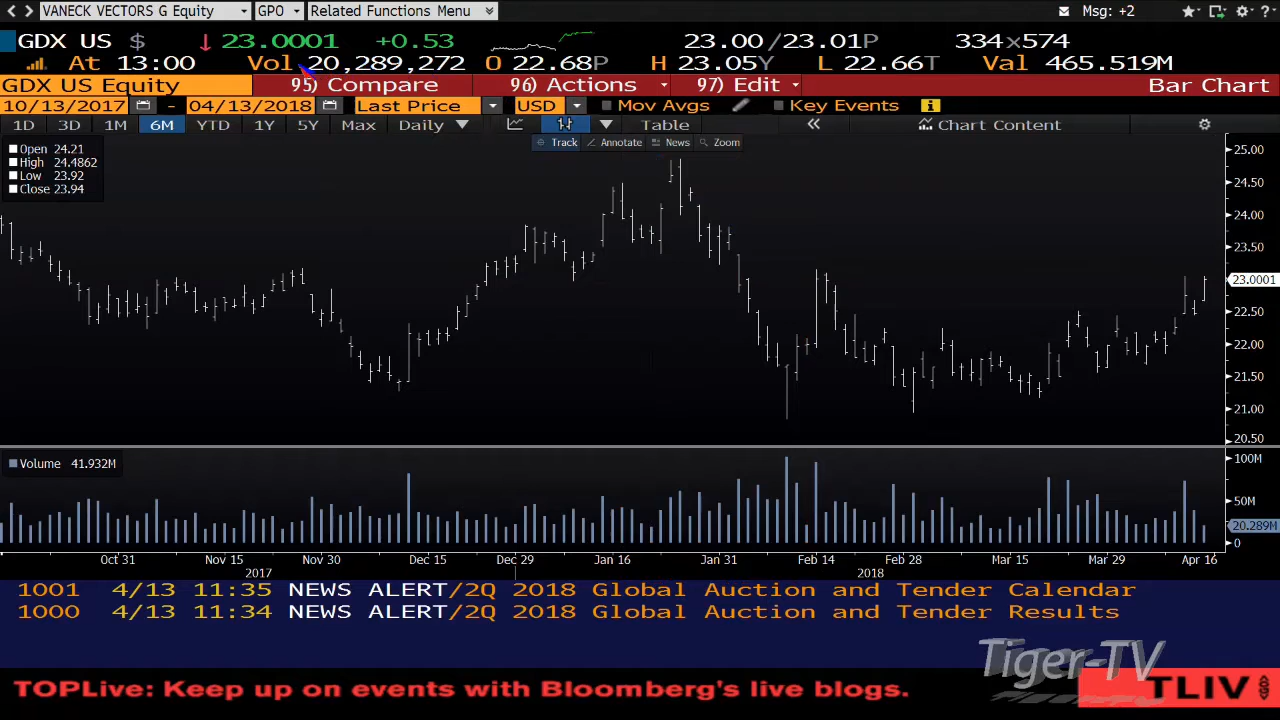 VANECK VECTORS G Equity GPO Related Functions Menu Msg: +2
GDX US $ 23.0001 +0.53 23.00/23.01P 334x574
At 13:00 Vol 20,289,272 O 22.68P H 23.05Y L 22.66T Val 465.519M
GDX US Equity 95) Compare 96) Actions 97) Edit Bar Chart
10/13/2017 - 04/13/2018 Last Price USD Mov Avgs Key Events
1D 3D 1M 6M YTD 1Y 5Y Max Daily Table « Chart Content
Track Annotate News Zoom
Open 24.21
High 24.4862
Low 23.92
Close 23.94
25.00
24.50
24.00
23.50
23.0001
22.50
22.00
21.50
21.00
20.50
Volume 41.932M
100M
50M
20.289M
0
Oct 31 Nov 15 Nov 30 Dec 15 Dec 29 Jan 16 Jan 31 Feb 14 Feb 28 Mar 15 Mar 29 Apr 16
2017 2018
1001 4/13 11:35 NEWS ALERT/2Q 2018 Global Auction and Tender Calendar
1000 4/13 11:34 NEWS ALERT/2Q 2018 Global Auction and Tender Results
Tiger-TV
TOPLive: Keep up on events with Bloomberg's live blogs.
TLIV